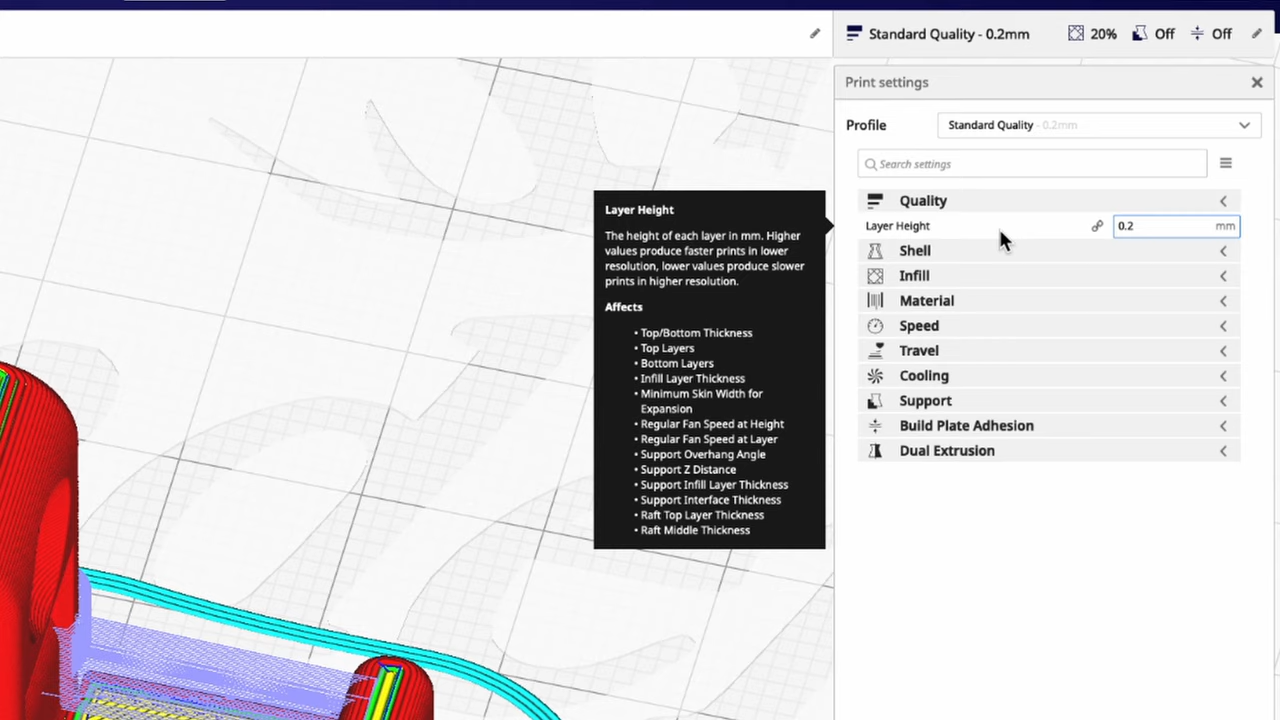 Standard Quality - 0.2mm 20% Off Off
Print settings
Profile Standard Quality - 0.2mm
Search settings
Quality
Layer Height 0.2 mm
Shell
Infill
Material
Speed
Travel
Cooling
Support
Build Plate Adhesion
Dual Extrusion
Layer Height
The height of each layer in mm. Higher
values produce faster prints in lower
resolution, lower values produce slower
prints in higher resolution.
Affects
• Top/Bottom Thickness
• Top Layers
• Bottom Layers
• Infill Layer Thickness
• Minimum Skin Width for
Expansion
• Regular Fan Speed at Height
• Regular Fan Speed at Layer
• Support Overhang Angle
• Support Z Distance
• Support Infill Layer Thickness
• Support Interface Thickness
• Raft Top Layer Thickness
• Raft Middle Thickness